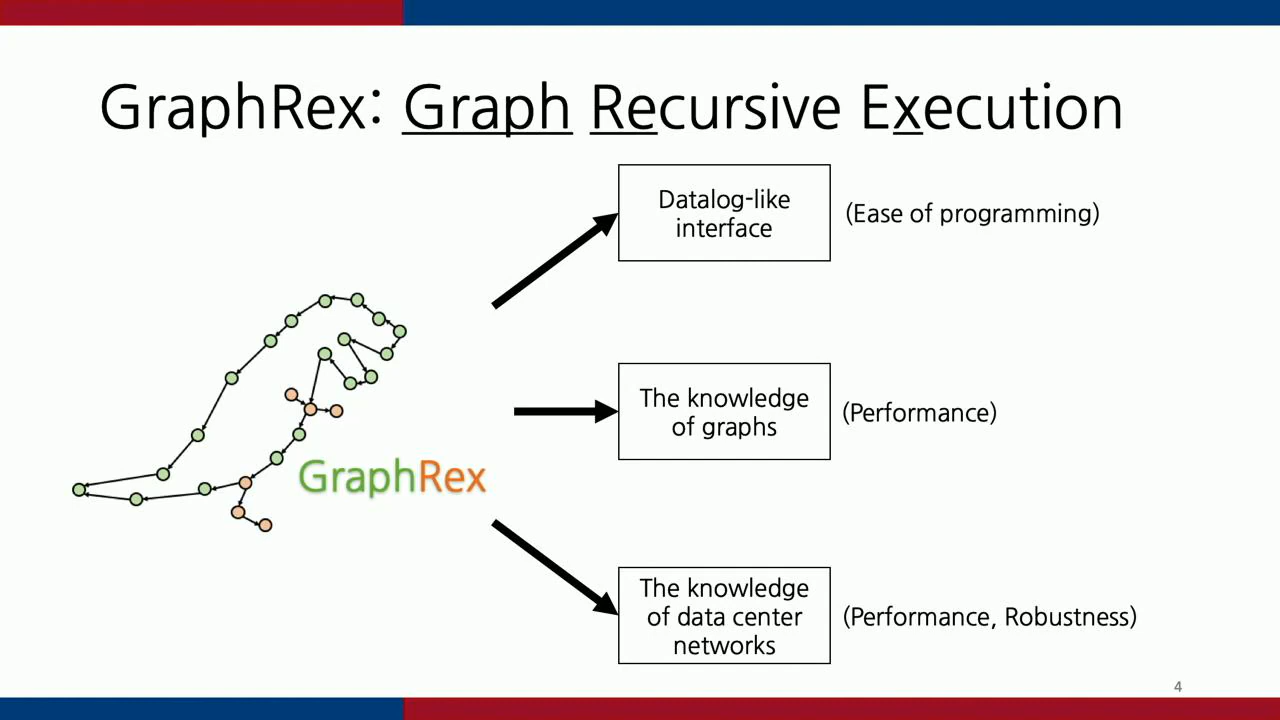 GraphRex: Graph Recursive Execution
Datalog-like
interface
(Ease of programming)
The knowledge
of graphs
(Performance)
GraphRex
The knowledge
of data center
networks
(Performance, Robustness)
4